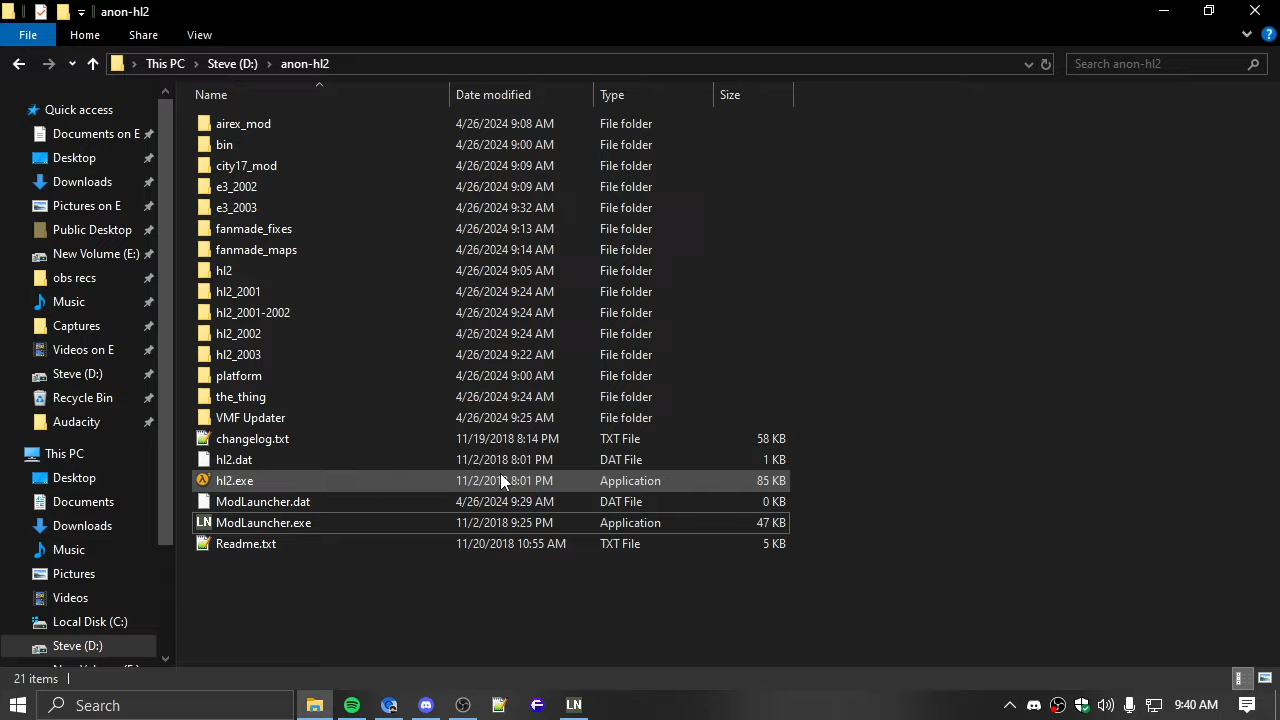 anon-hl2
File Home Share View
This PC Steve (D:) anon-hl2 Search anon-hl2
Name Date modified Type Size
Quick access
Documents on E
Desktop
Downloads
Pictures on E
Public Desktop
New Volume (E:)
obs recs
Music
Captures
Videos on E
Steve (D:)
Recycle Bin
Audacity
This PC
Desktop
Documents
Downloads
Music
Pictures
Videos
Local Disk (C:)
Steve (D:)
airex_mod 4/26/2024 9:08 AM File folder
bin 4/26/2024 9:00 AM File folder
city17_mod 4/26/2024 9:09 AM File folder
e3_2002 4/26/2024 9:09 AM File folder
e3_2003 4/26/2024 9:32 AM File folder
fanmade_fixes 4/26/2024 9:13 AM File folder
fanmade_maps 4/26/2024 9:14 AM File folder
hl2 4/26/2024 9:05 AM File folder
hl2_2001 4/26/2024 9:24 AM File folder
hl2_2001-2002 4/26/2024 9:24 AM File folder
hl2_2002 4/26/2024 9:24 AM File folder
hl2_2003 4/26/2024 9:22 AM File folder
platform 4/26/2024 9:00 AM File folder
the_thing 4/26/2024 9:24 AM File folder
VMF Updater 4/26/2024 9:25 AM File folder
changelog.txt 11/19/2018 8:14 PM TXT File 58 KB
hl2.dat 11/2/2018 8:01 PM DAT File 1 KB
hl2.exe 11/2/2018 8:01 PM Application 85 KB
ModLauncher.dat 4/26/2024 9:29 AM DAT File 0 KB
LN ModLauncher.exe 11/2/2018 9:25 PM Application 47 KB
Readme.txt 11/20/2018 10:55 AM TXT File 5 KB
21 items
Search LN 9:40 AM